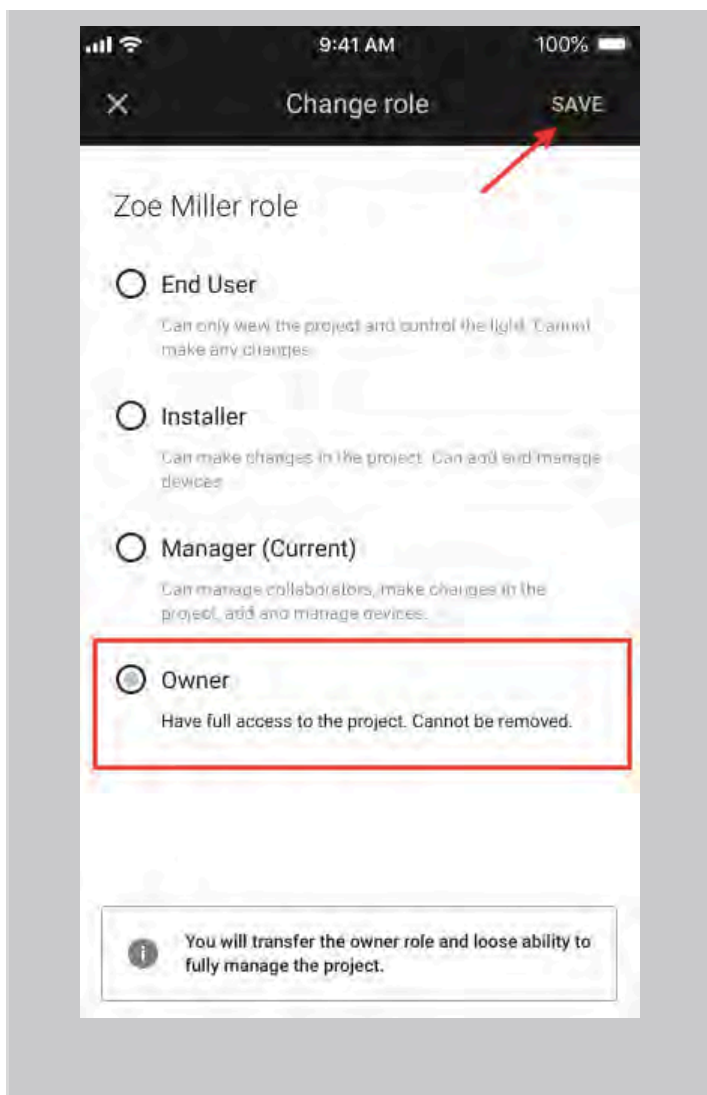 9:41 AM 100%
Change role SAVE
Zoe Miller role
End User
Can only view the project and control the light. Cannot
make any changes.
Installer
Can make changes in the project. Can add and manage
devices
Manager (Current)
Can manage collaborators, make changes in the
project, add and manage devices.
Owner
Have full access to the project. Cannot be removed.
You will transfer the owner role and loose ability to
fully manage the project.